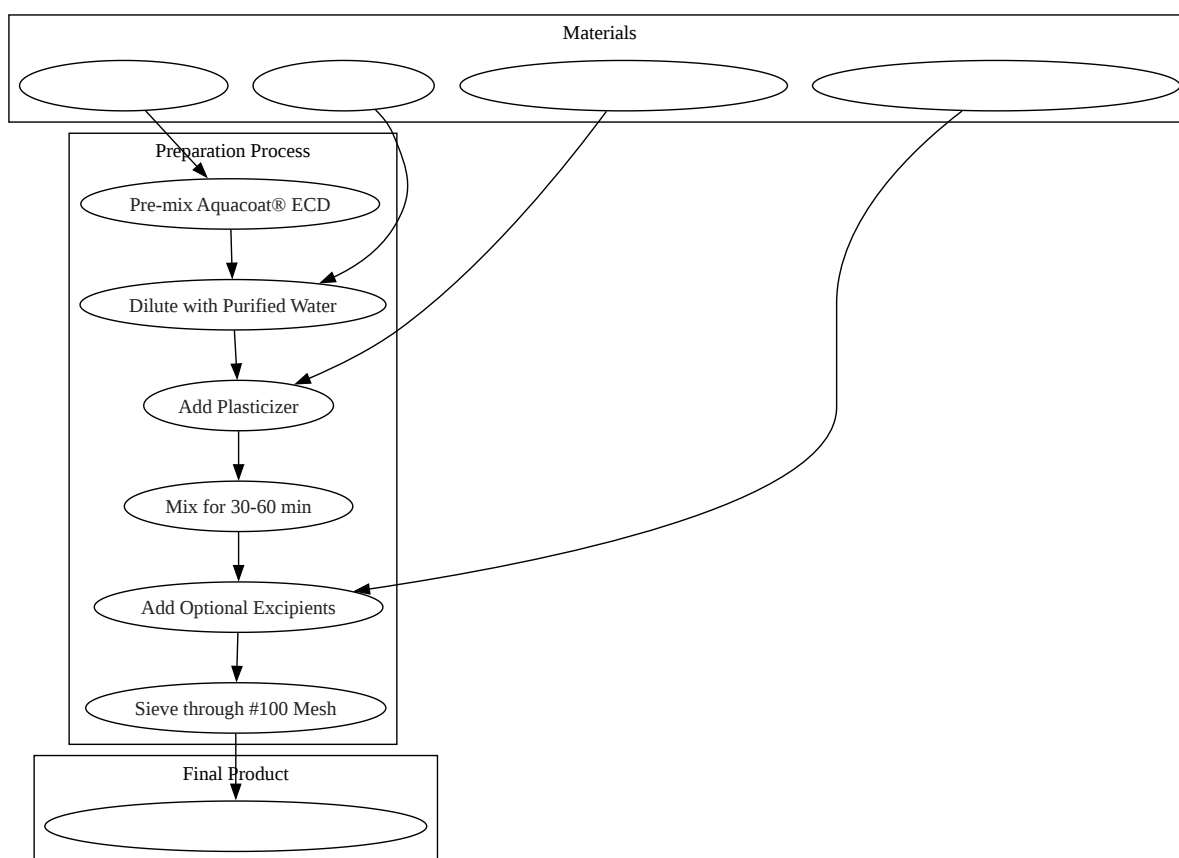 Materials
Preparation Process
Pre-mix Aquacoat® ECD
Dilute with Purified Water
Add Plasticizer
Mix for 30-60 min
Add Optional Excipients
Sieve through #100 Mesh
Final Product